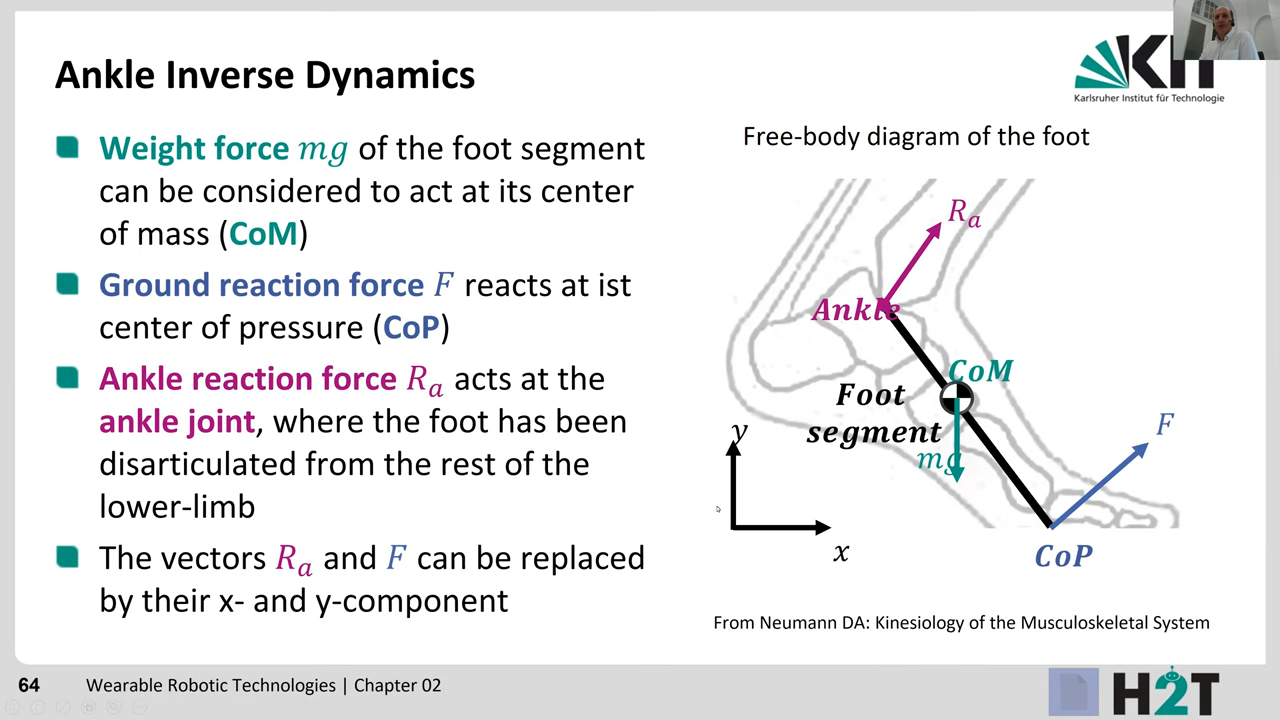 Ankle Inverse Dynamics
KIT
Karlsruher Institut für Technologie
Weight force mg of the foot segment
can be considered to act at its center
of mass (CoM)
Ground reaction force F reacts at ist
center of pressure (CoP)
Ankle reaction force Rₐ acts at the
ankle joint, where the foot has been
disarticulated from the rest of the
lower-limb
The vectors Rₐ and F can be replaced
by their x- and y-component
Free-body diagram of the foot
Rₐ
Ankle
CoM
Foot
segment
mg
F
y
x
CoP
From Neumann DA: Kinesiology of the Musculoskeletal System
64
Wearable Robotic Technologies | Chapter 02
H2T